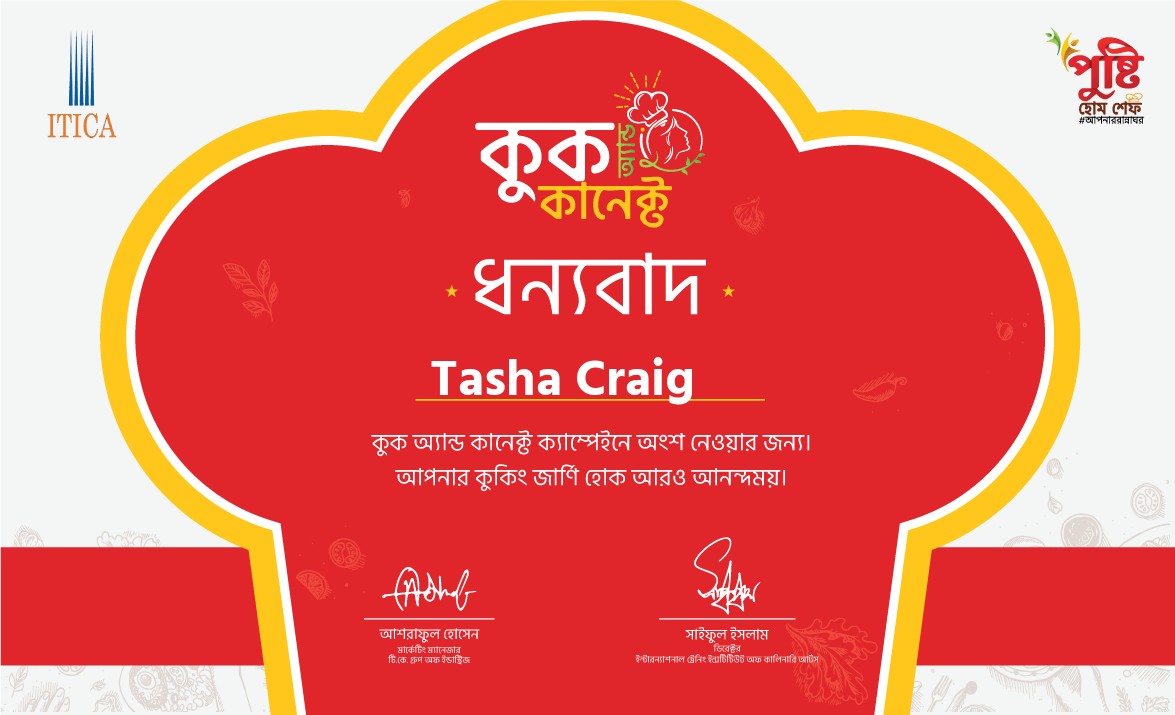 ITICA
পুষ্টি
হোম শেফ
#আপনাররান্নাঘর
কুক অ্যান্ড
কানেক্ট
ধন্যবাদ
Tasha Craig
কুক অ্যান্ড কানেক্ট ক্যাম্পেইনে অংশ নেওয়ার জন্য।
আপনার কুকিং জার্ণি হোক আরও আনন্দময়।
আশরাফুল হোসেন
মার্কেটিং ম্যানেজার
টি.কে. গ্রুপ অফ ইন্ডাস্ট্রিজ
সাইফুল ইসলাম
ডিরেক্টর
ইন্টারন্যাশনাল ট্রেনিং ইন্সটিটিউট অফ কালিনারি আর্টস